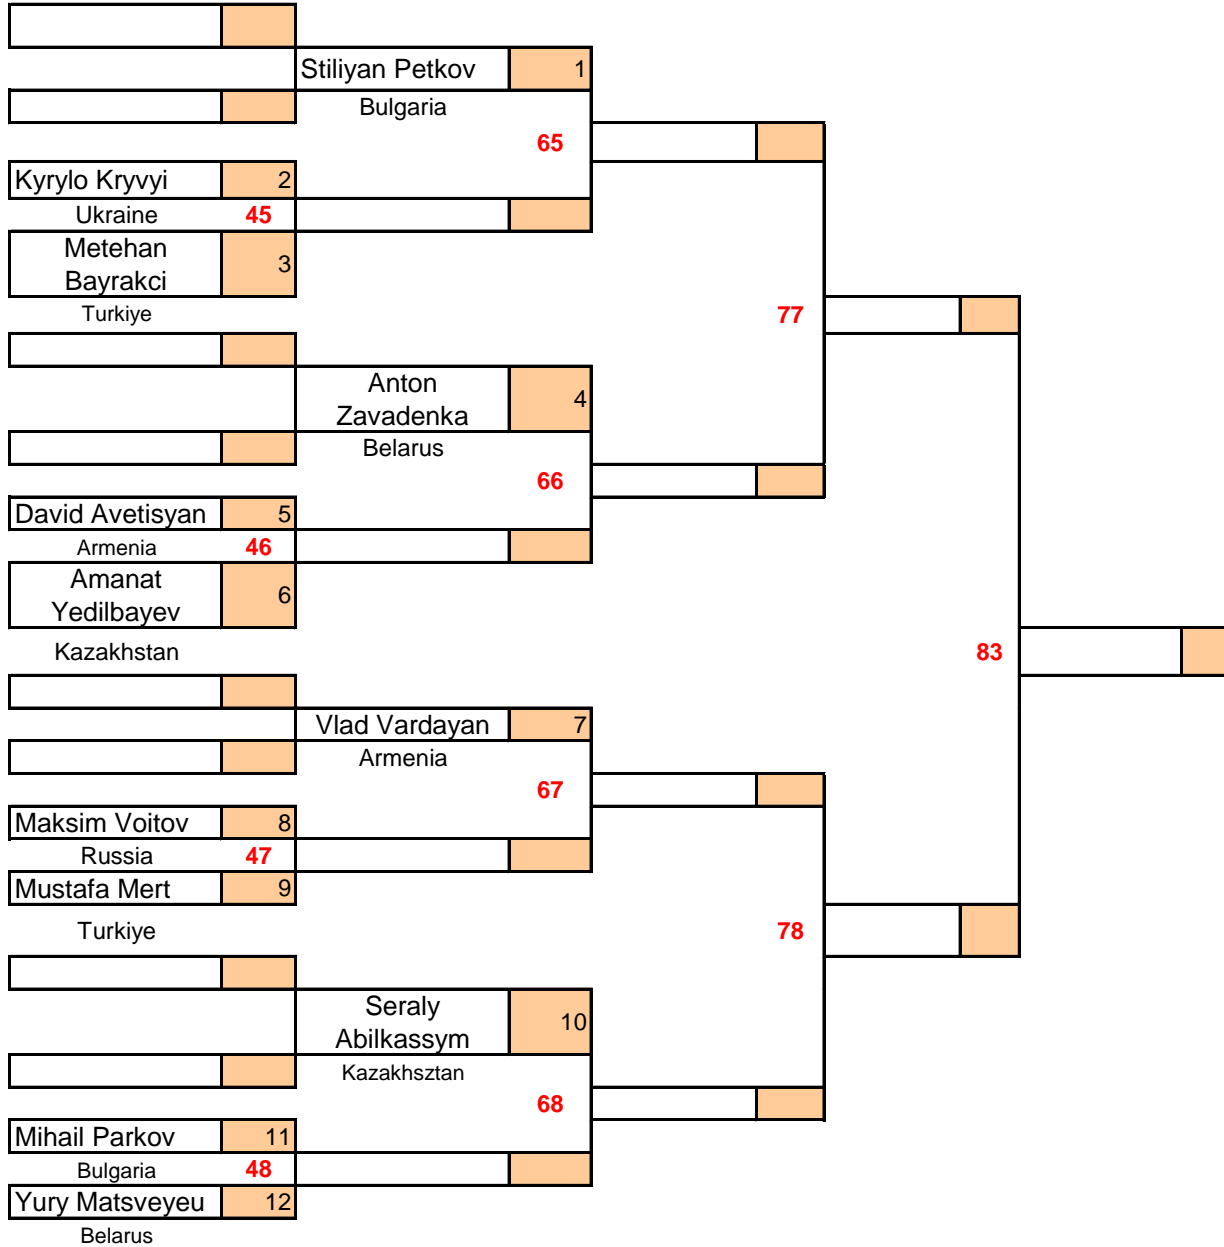 Stiliyan Petkov 1
Bulgaria
65
Kyrylo Kryvyi 2
Ukraine 45
Metehan
Bayrakci
3
Turkiye
77
Anton
Zavadenka
4
Belarus
66
David Avetisyan 5
Armenia 46
Amanat
Yedilbayev
6
Kazakhstan
83
Vlad Vardayan 7
Armenia
67
Maksim Voitov 8
Russia 47
Mustafa Mert 9
Turkiye
78
Seraly
Abilkassym
10
Kazakhsztan
68
Mihail Parkov 11
Bulgaria 48
Yury Matsveyeu 12
Belarus